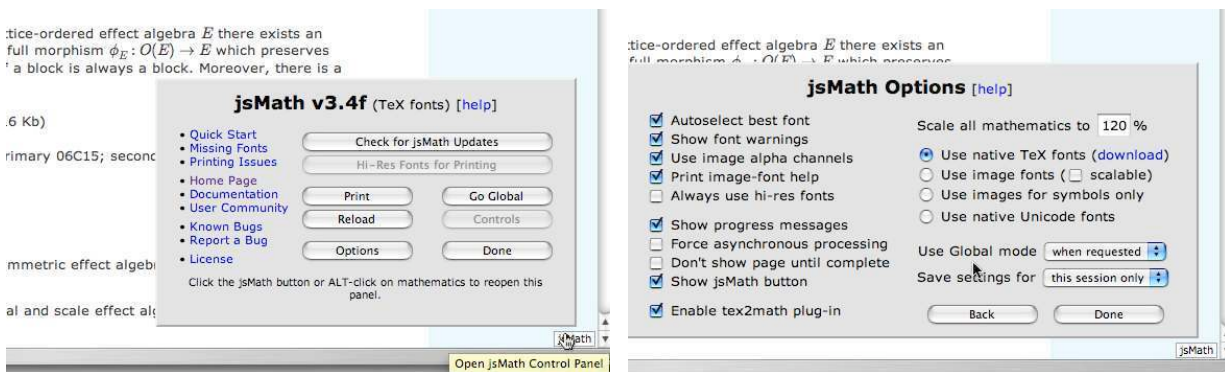 ttice-ordered effect algebra E there exists an
full morphism ϕ_E : O(E) → E which preserves
a block is always a block. Moreover, there is a
.6 Kb)
rimary 06C15; second
mmetric effect algeb
al and scale effect alg
jsMath v3.4f (TeX fonts) [help]
• Quick Start
• Missing Fonts
• Printing Issues
• Home Page
• Documentation
• User Community
• Known Bugs
• Report a Bug
• License
Check for jsMath Updates
Hi-Res Fonts for Printing
Print
Go Global
Reload
Controls
Options
Done
Click the jsMath button or ALT-click on mathematics to reopen this
panel.
Open jsMath Control Panel
ttice-ordered effect algebra E there exists an
jsMath Options [help]
Autoselect best font
Show font warnings
Use image alpha channels
Print image-font help
Always use hi-res fonts
Show progress messages
Force asynchronous processing
Don't show page until complete
Show jsMath button
Enable tex2math plug-in
Scale all mathematics to 120 %
Use native TeX fonts (download)
Use image fonts ( scalable)
Use images for symbols only
Use native Unicode fonts
Use Global mode when requested
Save settings for this session only
Back
Done
jsMath